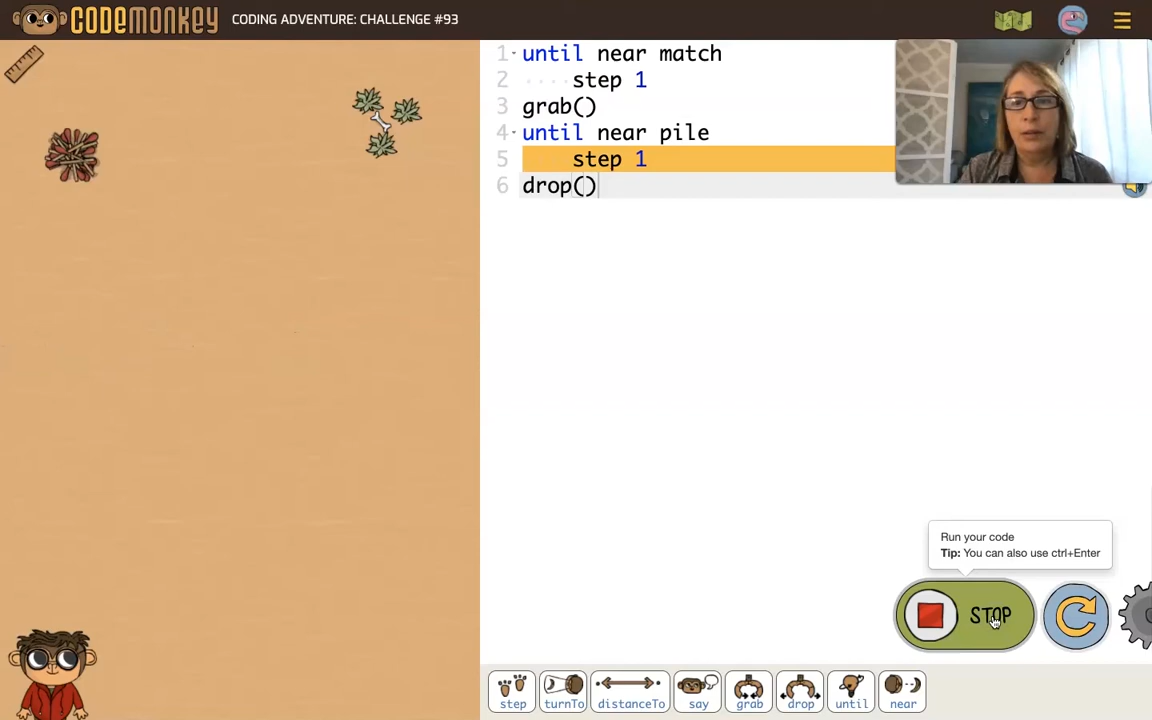 CODEMONKEY CODING ADVENTURE: CHALLENGE #93
1 until near match
2 step 1
3 grab()
4 until near pile
5 step 1
6 drop()
Run your code
Tip: You can also use ctrl+Enter
STOP
step turnTo distanceTo say grab drop until near